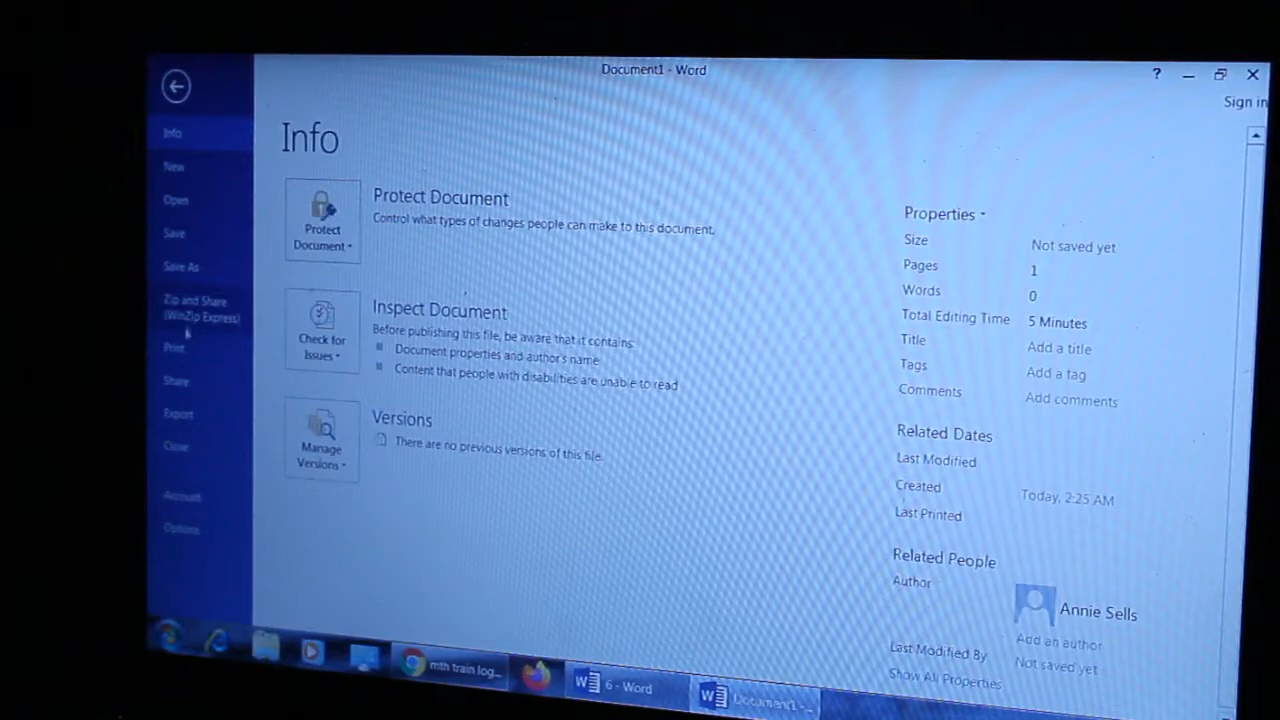 Document1 - Word
?
Sign in
Info
New
Open
Save
Save As
Zip and Share
(WinZip Express)
Print
Share
Export
Close
Account
Options
Info
Protect
Document
Protect Document
Control what types of changes people can make to this document.
Check for
Issues
Inspect Document
Before publishing this file, be aware that it contains:
Document properties and author's name
Content that people with disabilities are unable to read
Manage
Versions
Versions
There are no previous versions of this file.
Properties
Size Not saved yet
Pages 1
Words 0
Total Editing Time 5 Minutes
Title Add a title
Tags Add a tag
Comments Add comments
Related Dates
Last Modified
Created Today, 2:25 AM
Last Printed
Related People
Author Annie Sells
Add an author
Last Modified By Not saved yet
Show All Properties
mth train log...
6 - Word
Document1 -...